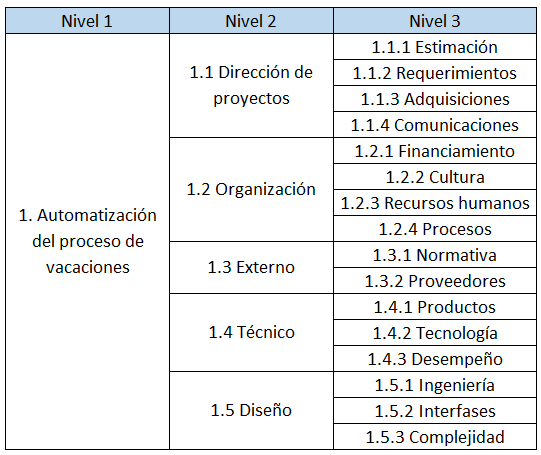 Nivel 1
Nivel 2
Nivel 3
1. Automatización
del proceso de
vacaciones
1.1 Dirección de
proyectos
1.1.1 Estimación
1.1.2 Requerimientos
1.1.3 Adquisiciones
1.1.4 Comunicaciones
1.2 Organización
1.2.1 Financiamiento
1.2.2 Cultura
1.2.3 Recursos humanos
1.2.4 Procesos
1.3 Externo
1.3.1 Normativa
1.3.2 Proveedores
1.4 Técnico
1.4.1 Productos
1.4.2 Tecnología
1.4.3 Desempeño
1.5 Diseño
1.5.1 Ingeniería
1.5.2 Interfases
1.5.3 Complejidad